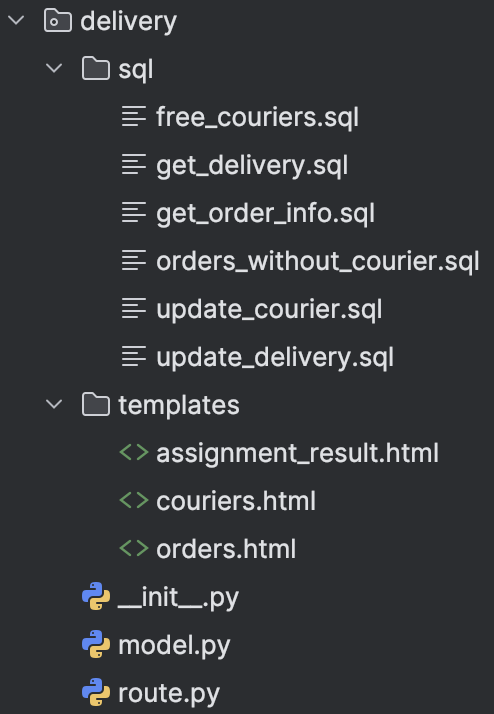 delivery
sql
free_couriers.sql
get_delivery.sql
get_order_info.sql
orders_without_courier.sql
update_courier.sql
update_delivery.sql
templates
assignment_result.html
couriers.html
orders.html
__init__.py
model.py
route.py